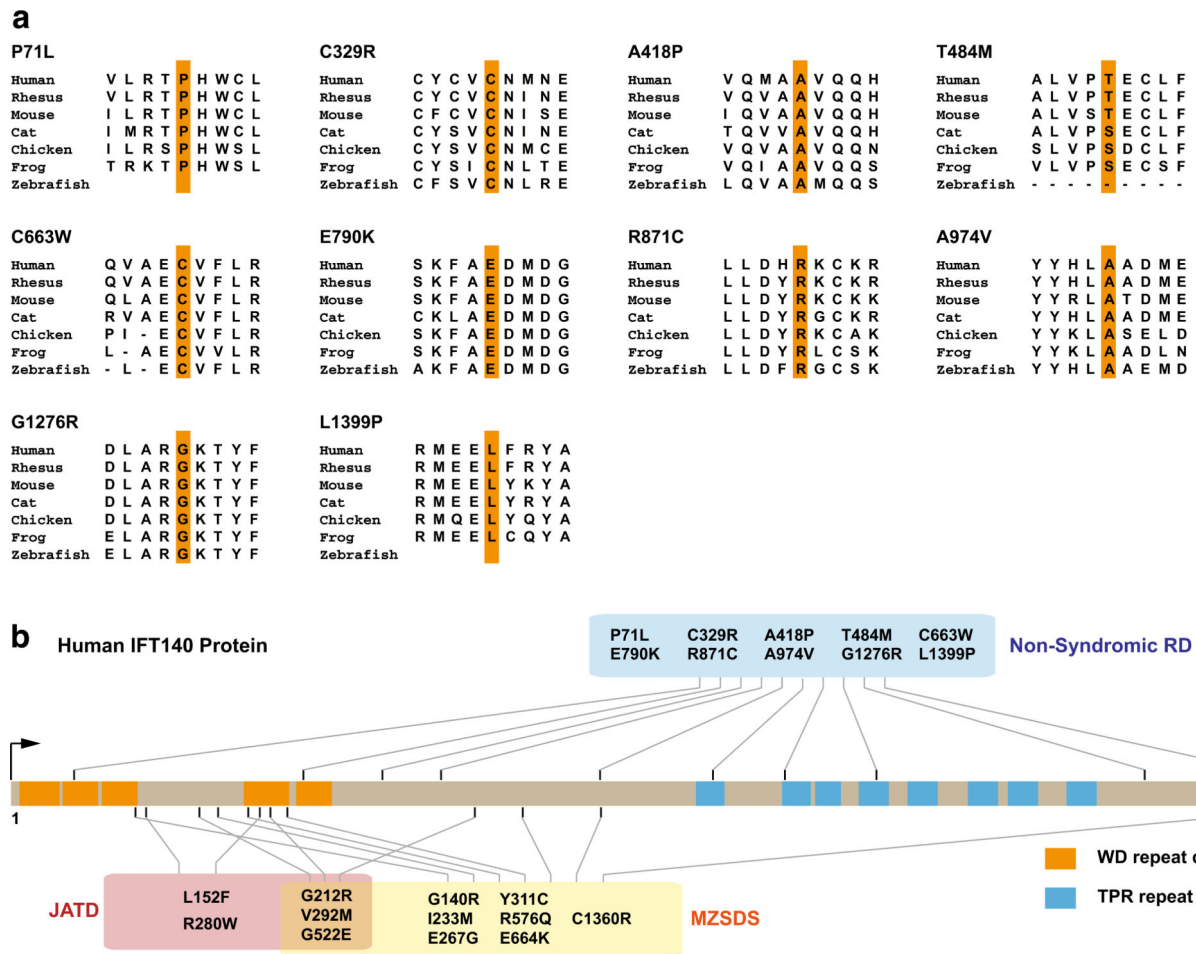 a
P71L
Human V L R T P H W C L
Rhesus V L R T P H W C L
Mouse I L R T P H W C L
Cat I M R T P H W C L
Chicken I L R S P H W S L
Frog T R K T P H W S L
Zebrafish
C329R
Human C Y C V C N M N E
Rhesus C Y C V C N I N E
Mouse C F C V C N I S E
Cat C Y S V C N I N E
Chicken C Y S V C N M C E
Frog C Y S I C N L T E
Zebrafish C F S V C N L R E
A418P
Human V Q M A A V Q Q H
Rhesus V Q V A A V Q Q H
Mouse I Q V A A V Q Q H
Cat T Q V V A V Q Q H
Chicken V Q V A A V Q Q N
Frog V Q I A A V Q Q S
Zebrafish L Q V A A M Q Q S
T484M
Human A L V P T E C L F
Rhesus A L V P T E C L F
Mouse A L V S T E C L F
Cat A L V P S E C L F
Chicken S L V P S D C L F
Frog V L V P S E C S F
Zebrafish - - - - - - - - -
C663W
Human Q V A E C V F L R
Rhesus Q V A E C V F L R
Mouse Q L A E C V F L R
Cat R V A E C V F L R
Chicken P I - E C V F L R
Frog L - A E C V V L R
Zebrafish - L - E C V F L R
E790K
Human S K F A E D M D G
Rhesus S K F A E D M D G
Mouse S K F A E D M D G
Cat C K L A E D M D G
Chicken S K F A E D M D G
Frog S K F A E D M D G
Zebrafish A K F A E D M D G
R871C
Human L L D H R K C K R
Rhesus L L D Y R K C K R
Mouse L L D Y R K C K K
Cat L L D Y R G C K K
Chicken L L D Y R K C A K
Frog L L D Y R L C S K
Zebrafish L L D F R G C S K
A974V
Human Y Y H L A A D M E
Rhesus Y Y H L A A D M E
Mouse Y Y R L A T D M E
Cat Y Y H L A A D M E
Chicken Y Y K L A S E L D
Frog Y Y K L A A D L N
Zebrafish Y Y H L A A E M D
G1276R
Human D L A R G K T Y F
Rhesus D L A R G K T Y F
Mouse D L A R G K T Y F
Cat D L A R G K T Y F
Chicken D L A R G K T Y F
Frog E L A R G K T Y F
Zebrafish E L A R G K T Y F
L1399P
Human R M E E L F R Y A
Rhesus R M E E L F R Y A
Mouse R M E E L Y K Y A
Cat R M E E L Y R Y A
Chicken R M Q E L Y Q Y A
Frog R M E E L C Q Y A
Zebrafish
b
Human IFT140 Protein
P71L C329R A418P T484M C663W
E790K R871C A974V G1276R L1399P
Non-Syndromic RD
1
JATD
L152F
R280W
G212R
V292M
G522E
G140R Y311C
I233M R576Q C1360R
E267G E664K
MZSDS
WD repeat
TPR repeat